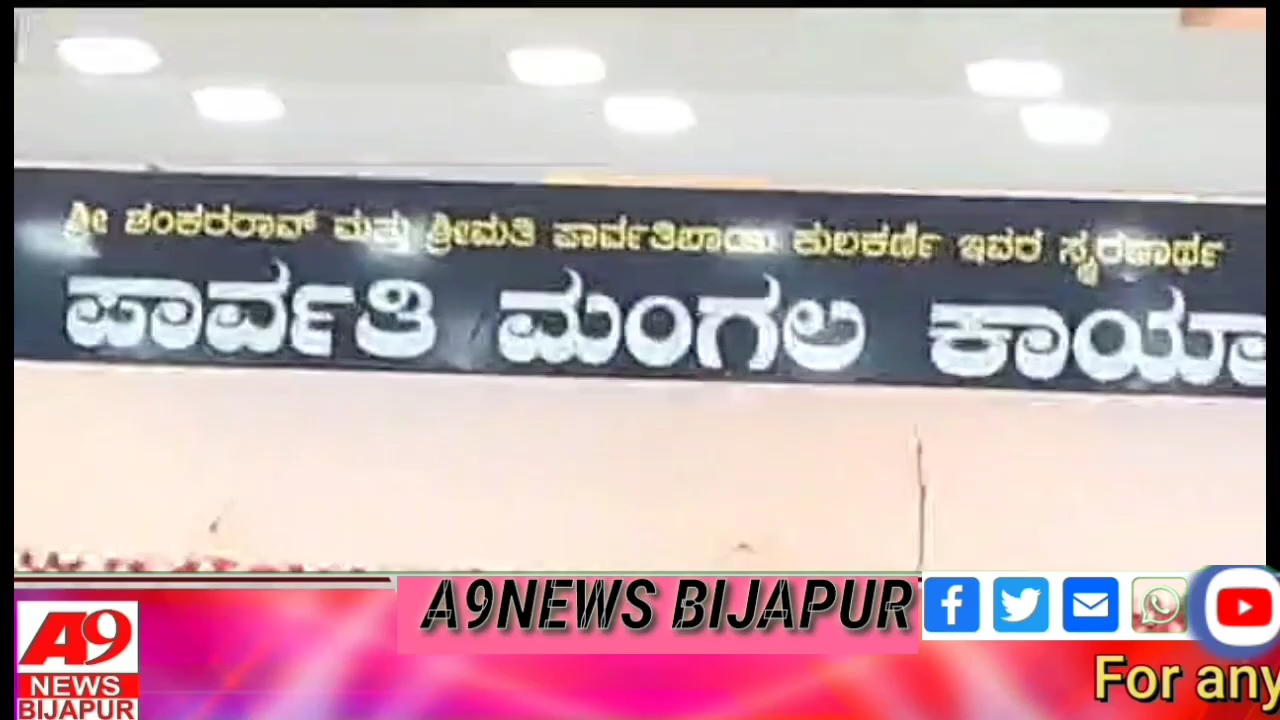 ಶ್ರೀ ಶಂಕರರಾವ್ ಮತ್ತು ಶ್ರೀಮತಿ ಪಾರ್ವತಿಬಾಯಿ ಕುಲಕರ್ಣಿ ಇವರ ಸ್ಮರಣಾರ್ಥ
ಪಾರ್ವತಿ ಮಂಗಲ ಕಾರ್ಯಾ
A9NEWS BIJAPUR
A9
NEWS
BIJAPUR
For any